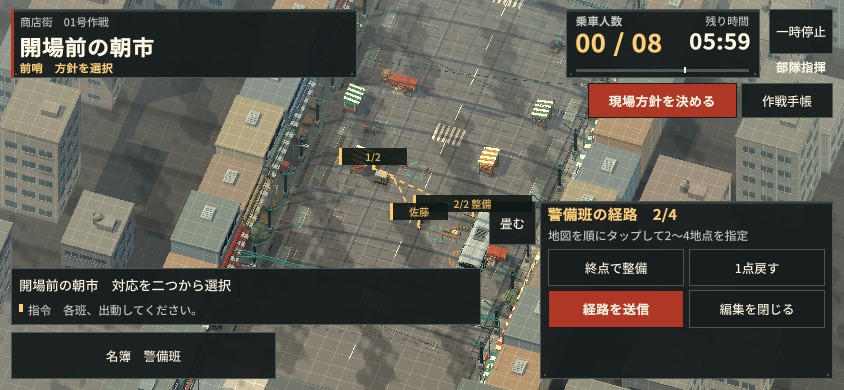 商店街　01号作戦
開場前の朝市
前哨　方針を選択
乗車人数
00 / 08
残り時間
05:59
一時停止
部隊指揮
現場方針を決める
作戦手帳
1/2
2/2 整備
佐藤
畳む
警備班の経路　2/4
地図を順にタップして2〜4地点を指定
終点で整備
1点戻す
経路を送信
編集を閉じる
開場前の朝市　対応を二つから選択
指令　各班、出動してください。
名簿　警備班